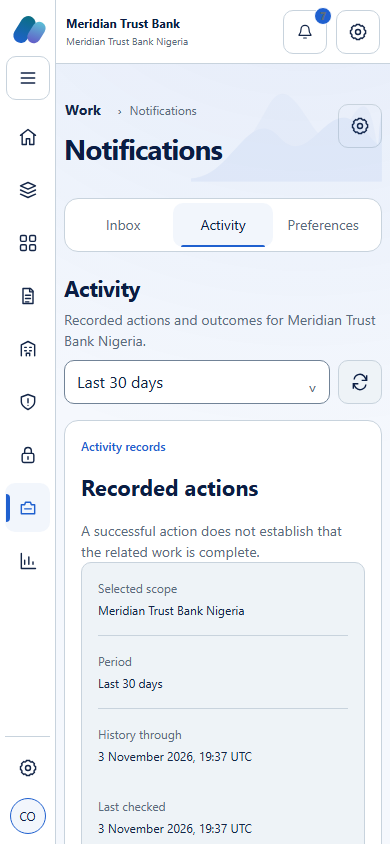 Meridian Trust Bank
Meridian Trust Bank Nigeria
Work › Notifications
Notifications
Inbox
Activity
Preferences
Activity
Recorded actions and outcomes for Meridian Trust
Bank Nigeria.
Last 30 days
Activity records
Recorded actions
A successful action does not establish that
the related work is complete.
Selected scope
Meridian Trust Bank Nigeria
Period
Last 30 days
History through
3 November 2026, 19:37 UTC
Last checked
3 November 2026, 19:37 UTC
CO